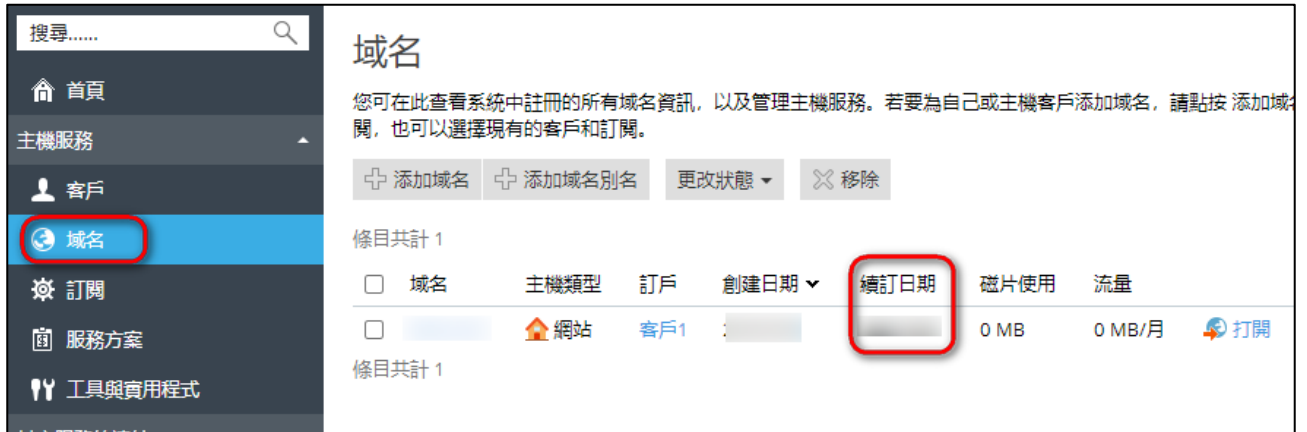 搜尋......
首頁
主機服務
客戶
域名
訂閱
服務方案
工具與實用程式
域名
您可在此查看系統中註冊的所有域名資訊，以及管理主機服務。若要為自己或主機客戶添加域名，請點按 添加域名
閱，也可以選擇現有的客戶和訂閱。
添加域名 添加域名別名 更改狀態 移除
條目共計 1
域名 主機類型 訂戶 創建日期 續訂日期 磁片使用 流量
網站 客戶1 0 MB 0 MB/月 打開
條目共計 1